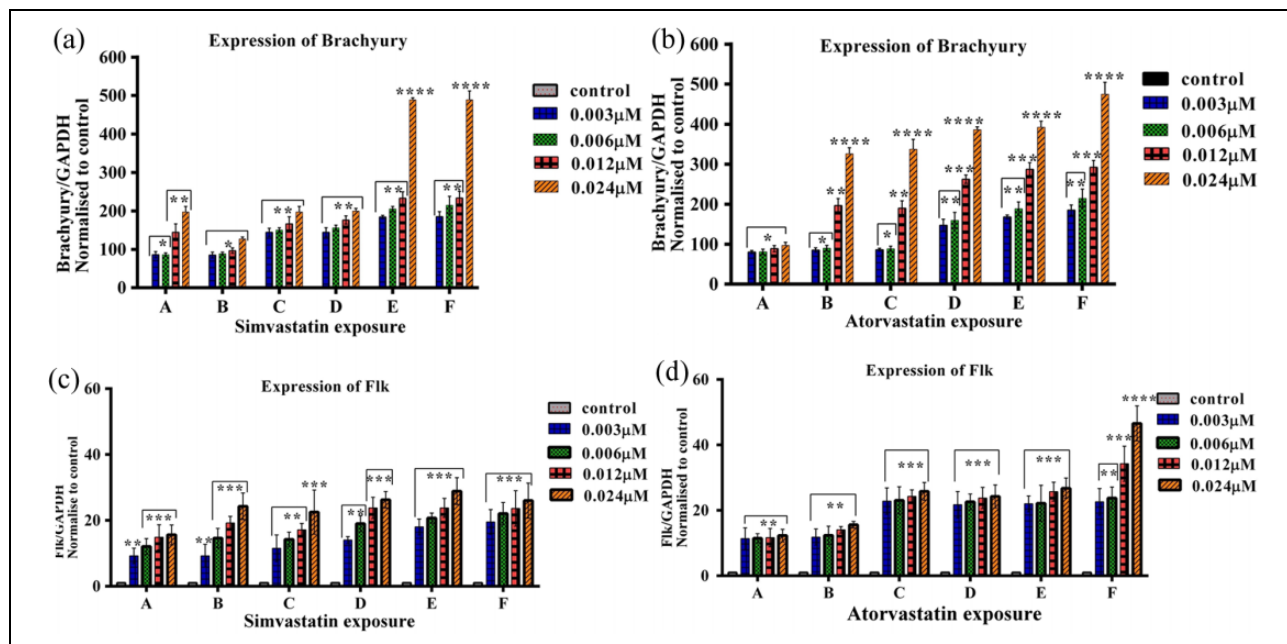 (a)
Expression of Brachyury
Brachyury/GAPDH
Normalised to control
600
500
400
300
200
100
0
*
**
*
**
**
**
****
**
****
A B C D E F
Simvastatin exposure
control
0.003μM
0.006μM
0.012μM
0.024μM
(b)
Expression of Brachyury
Brachyury/GAPDH
Normalised to control
600
500
400
300
200
100
0
*
*
**
****
*
**
****
**
***
****
**
***
****
**
***
****
A B C D E F
Atorvastatin exposure
control
0.003μM
0.006μM
0.012μM
0.024μM
(c)
Expression of Flk
Flk/GAPDH
Normalise to control
60
40
20
0
**
***
**
***
**
***
**
***
***
***
A B C D E F
Simvastatin exposure
control
0.003μM
0.006μM
0.012μM
0.024μM
(d)
Expression of Flk
Flk/GAPDH
Normalised to control
60
40
20
0
**
**
***
***
***
**
***
****
A B C D E F
Atorvastatin exposure
control
0.003μM
0.006μM
0.012μM
0.024μM